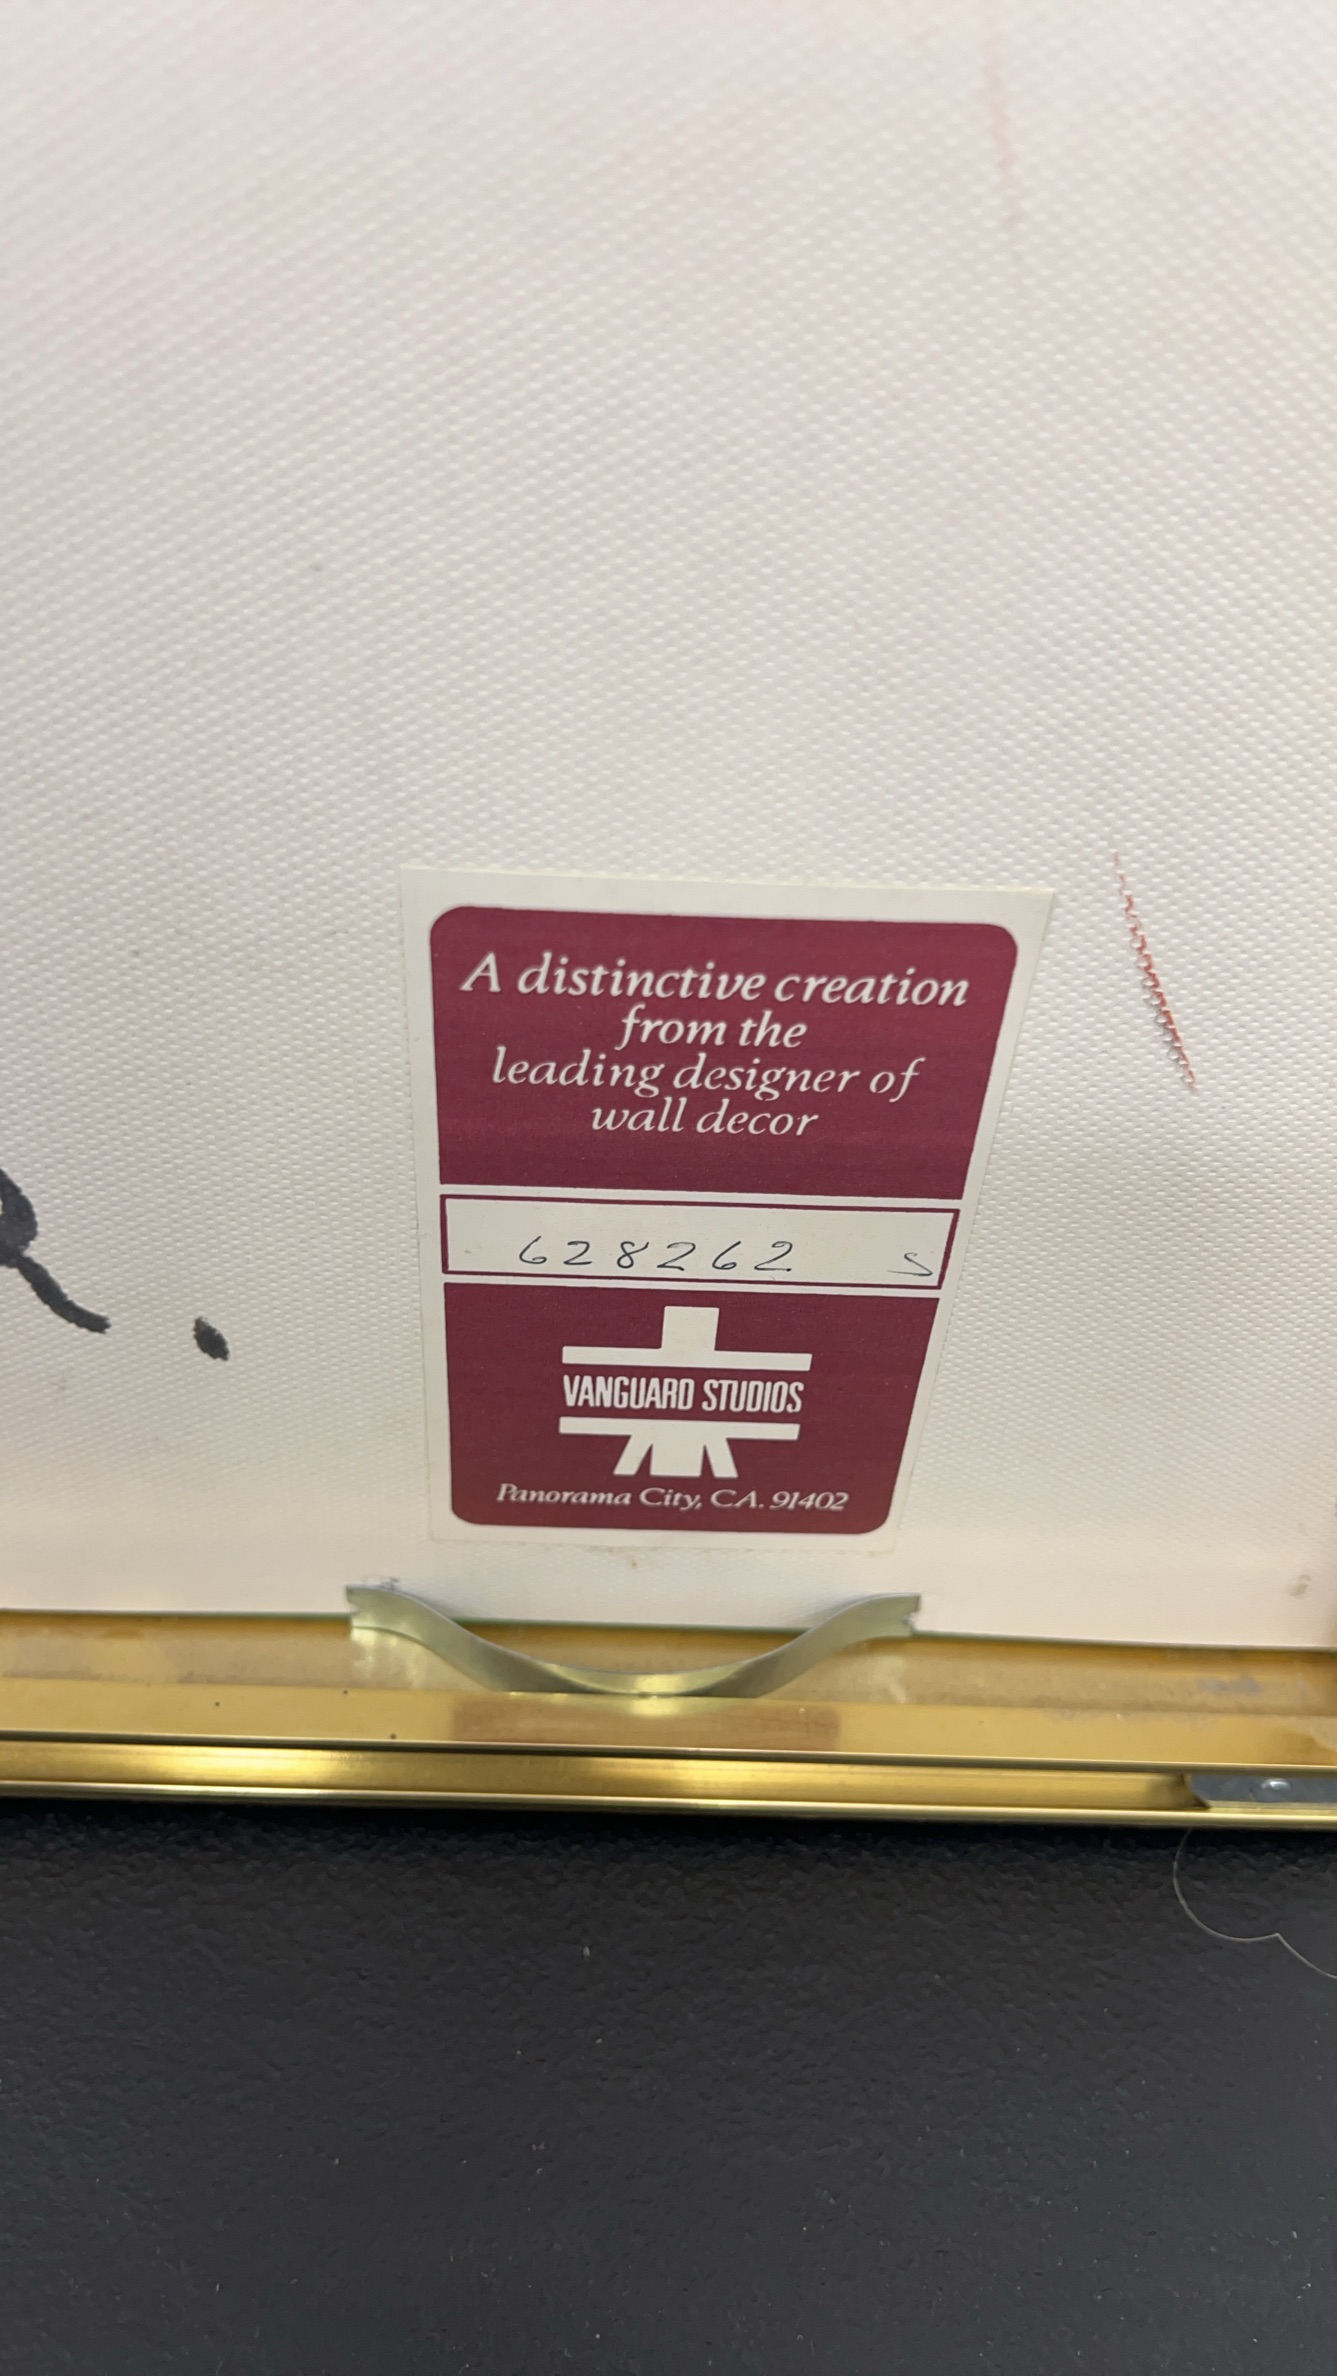 A distinctive creation
from the
leading designer of
wall decor
628262 S
VANGUARD STUDIOS
Panorama City, CA. 91402